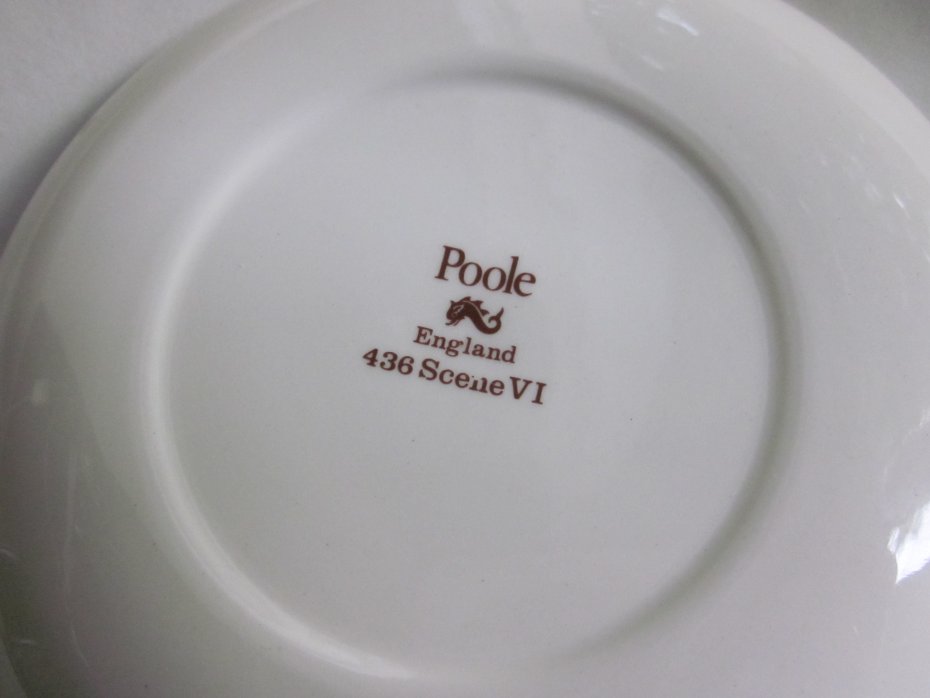 Poole
England
436 Scene VI